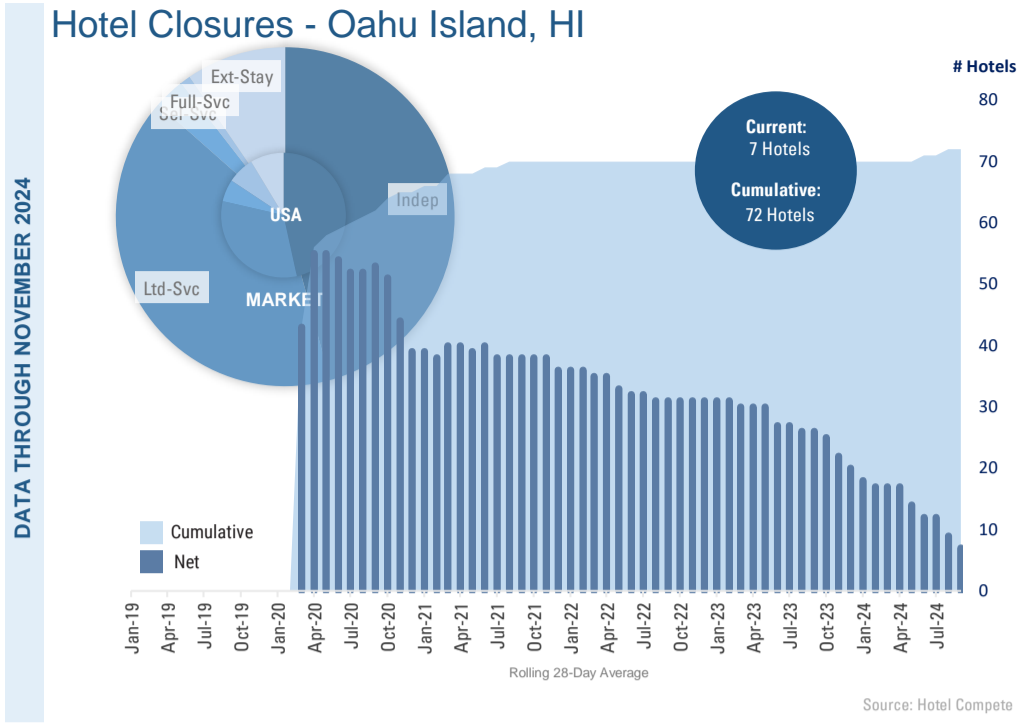 Hotel Closures - Oahu Island, HI
DATA THROUGH NOVEMBER 2024
# Hotels
Ext-Stay
Full-Svc
Sel-Svc
Indep
USA
Ltd-Svc
MARKET
Current:
7 Hotels
Cumulative:
72 Hotels
80
70
60
50
40
30
20
10
0
Cumulative
Net
Jan-19
Apr-19
Jul-19
Oct-19
Jan-20
Apr-20
Jul-20
Oct-20
Jan-21
Apr-21
Jul-21
Oct-21
Jan-22
Apr-22
Jul-22
Oct-22
Jan-23
Apr-23
Jul-23
Oct-23
Jan-24
Apr-24
Jul-24
Rolling 28-Day Average
Source: Hotel Compete